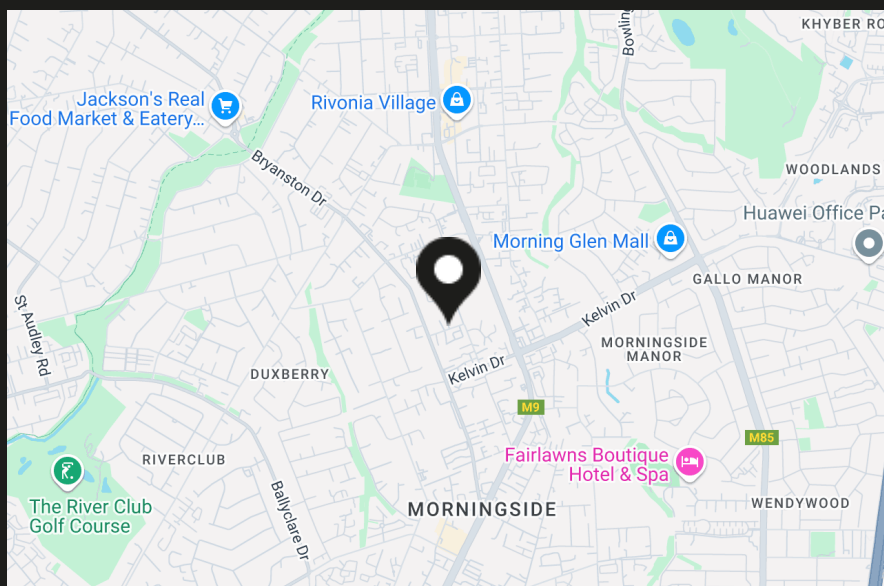 KHYBER RO
Bowling
Jackson's Real
Food Market & Eatery...
Rivonia Village
Bryanston Dr
WOODLANDS
Huawei Office Pa
Morning Glen Mall
GALLO MANOR
St Audley Rd
Kelvin Dr
MORNINGSIDE
MANOR
DUXBERRY
Kelvin Dr
M9
M85
RIVERCLUB
Fairlawns Boutique
Hotel & Spa
The River Club
Golf Course
Ballyclare Dr
MORNINGSIDE
WENDYWOOD